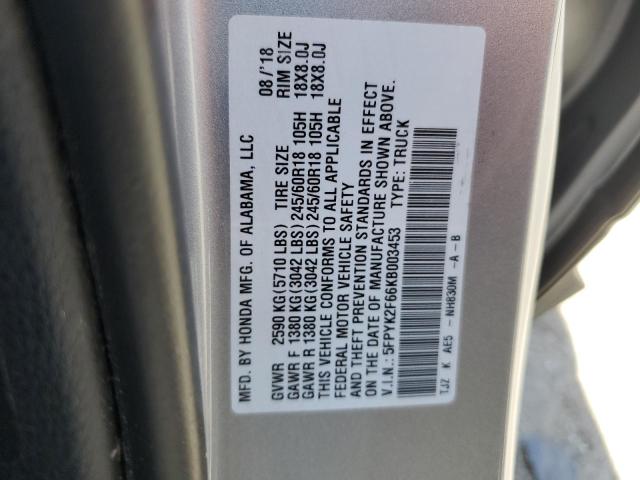 MFD. BY HONDA MFG. OF ALABAMA, LLC 08/'18
GVWR 2590 KG(5710 LBS) TIRE SIZE RIM SIZE
GAWR F 1380 KG(3042 LBS) 245/60R18 105H 18X8.0J
GAWR R 1380 KG(3042 LBS) 245/60R18 105H 18X8.0J
THIS VEHICLE CONFORMS TO ALL APPLICABLE
FEDERAL MOTOR VEHICLE SAFETY
AND THEFT PREVENTION STANDARDS IN EFFECT
ON THE DATE OF MANUFACTURE SHOWN ABOVE.
V.I.N.: 5FPYK2F66KB003453 TYPE: TRUCK
TJZ K AE5 - NH830M -A -B